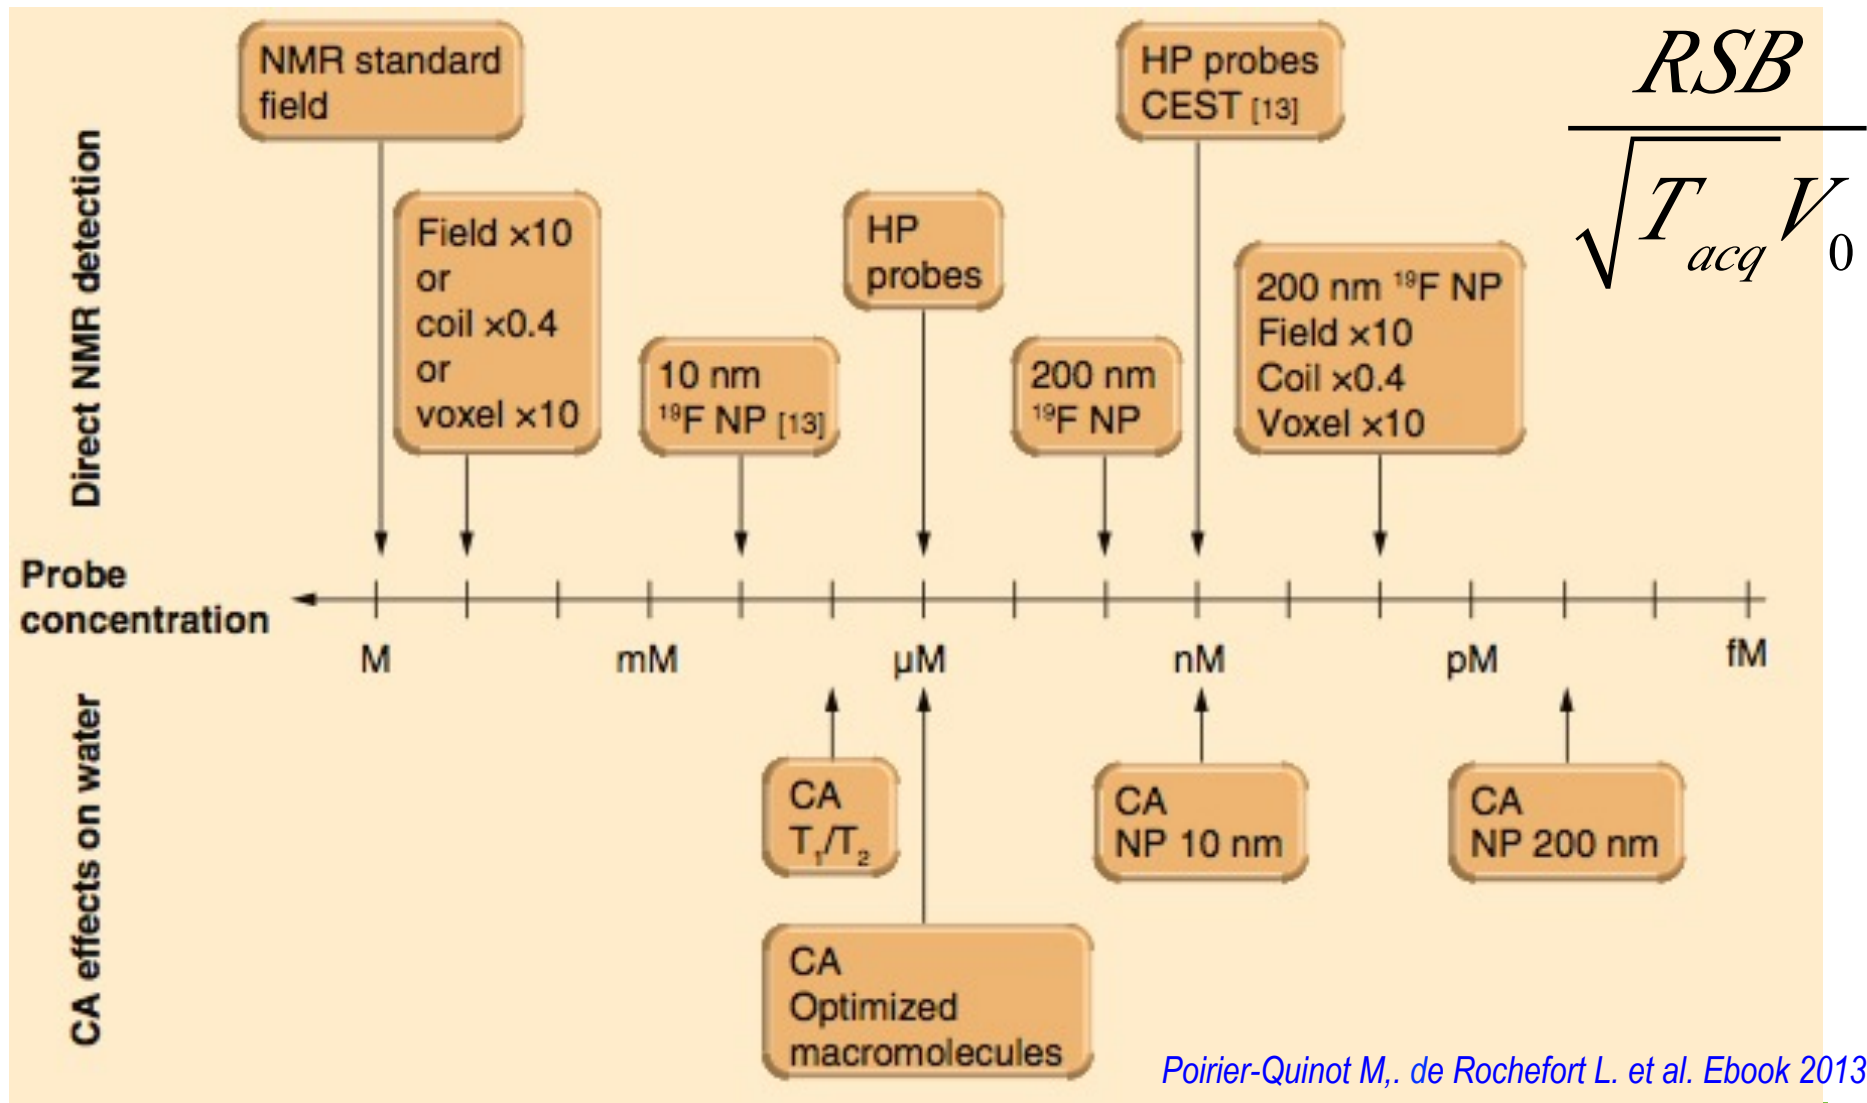 NMR standard
field
HP probes
CEST [13]
RSB
√T_acq V_0
Direct NMR detection
Field ×10
or
coil ×0.4
or
voxel ×10
10 nm
¹⁹F NP [13]
HP
probes
200 nm
¹⁹F NP
200 nm ¹⁹F NP
Field ×10
Coil ×0.4
Voxel ×10
Probe
concentration
M
mM
µM
nM
pM
fM
CA effects on water
CA
T₁/T₂
CA
Optimized
macromolecules
CA
NP 10 nm
CA
NP 200 nm
Poirier-Quinot M,. de Rochefort L. et al. Ebook 2013